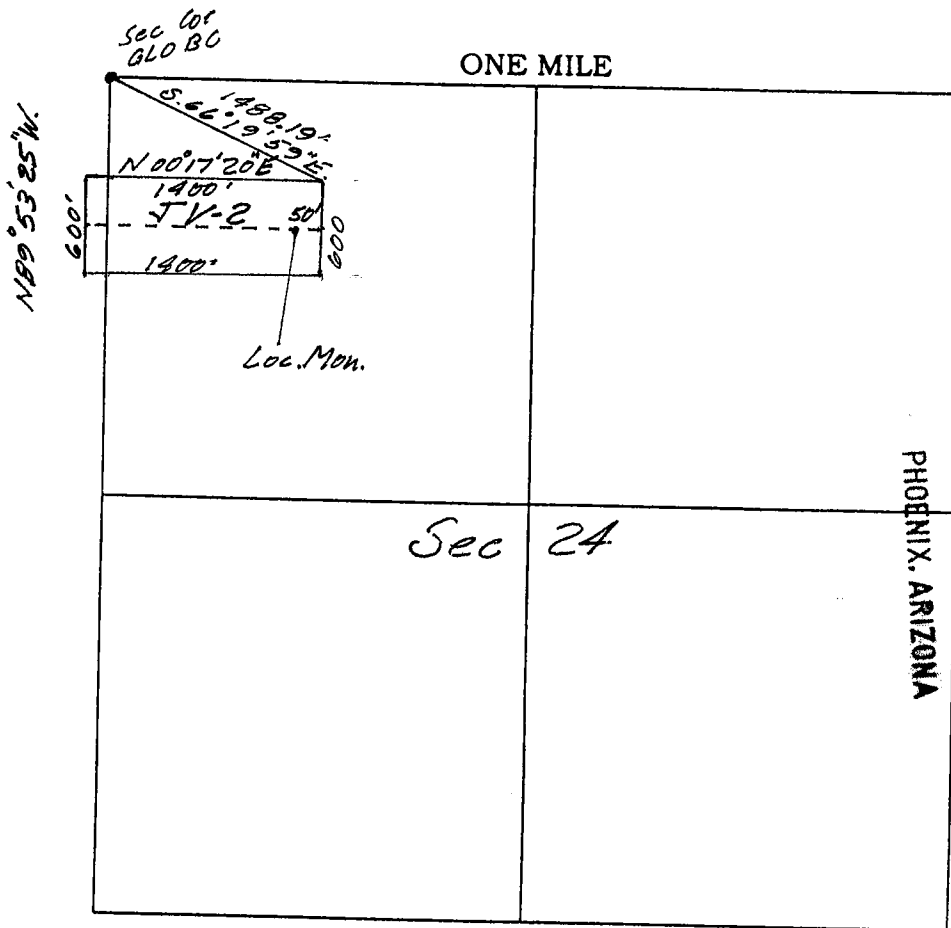 Sec Cor
GLO BC
ONE MILE
1488.19'
S.66°19'59"E.
N89°53'25"W.
N00°17'20"E
1400'
JV-2
50'
600'
600
1400'
Loc. Mon.
Sec 24
PHOENIX, ARIZONA